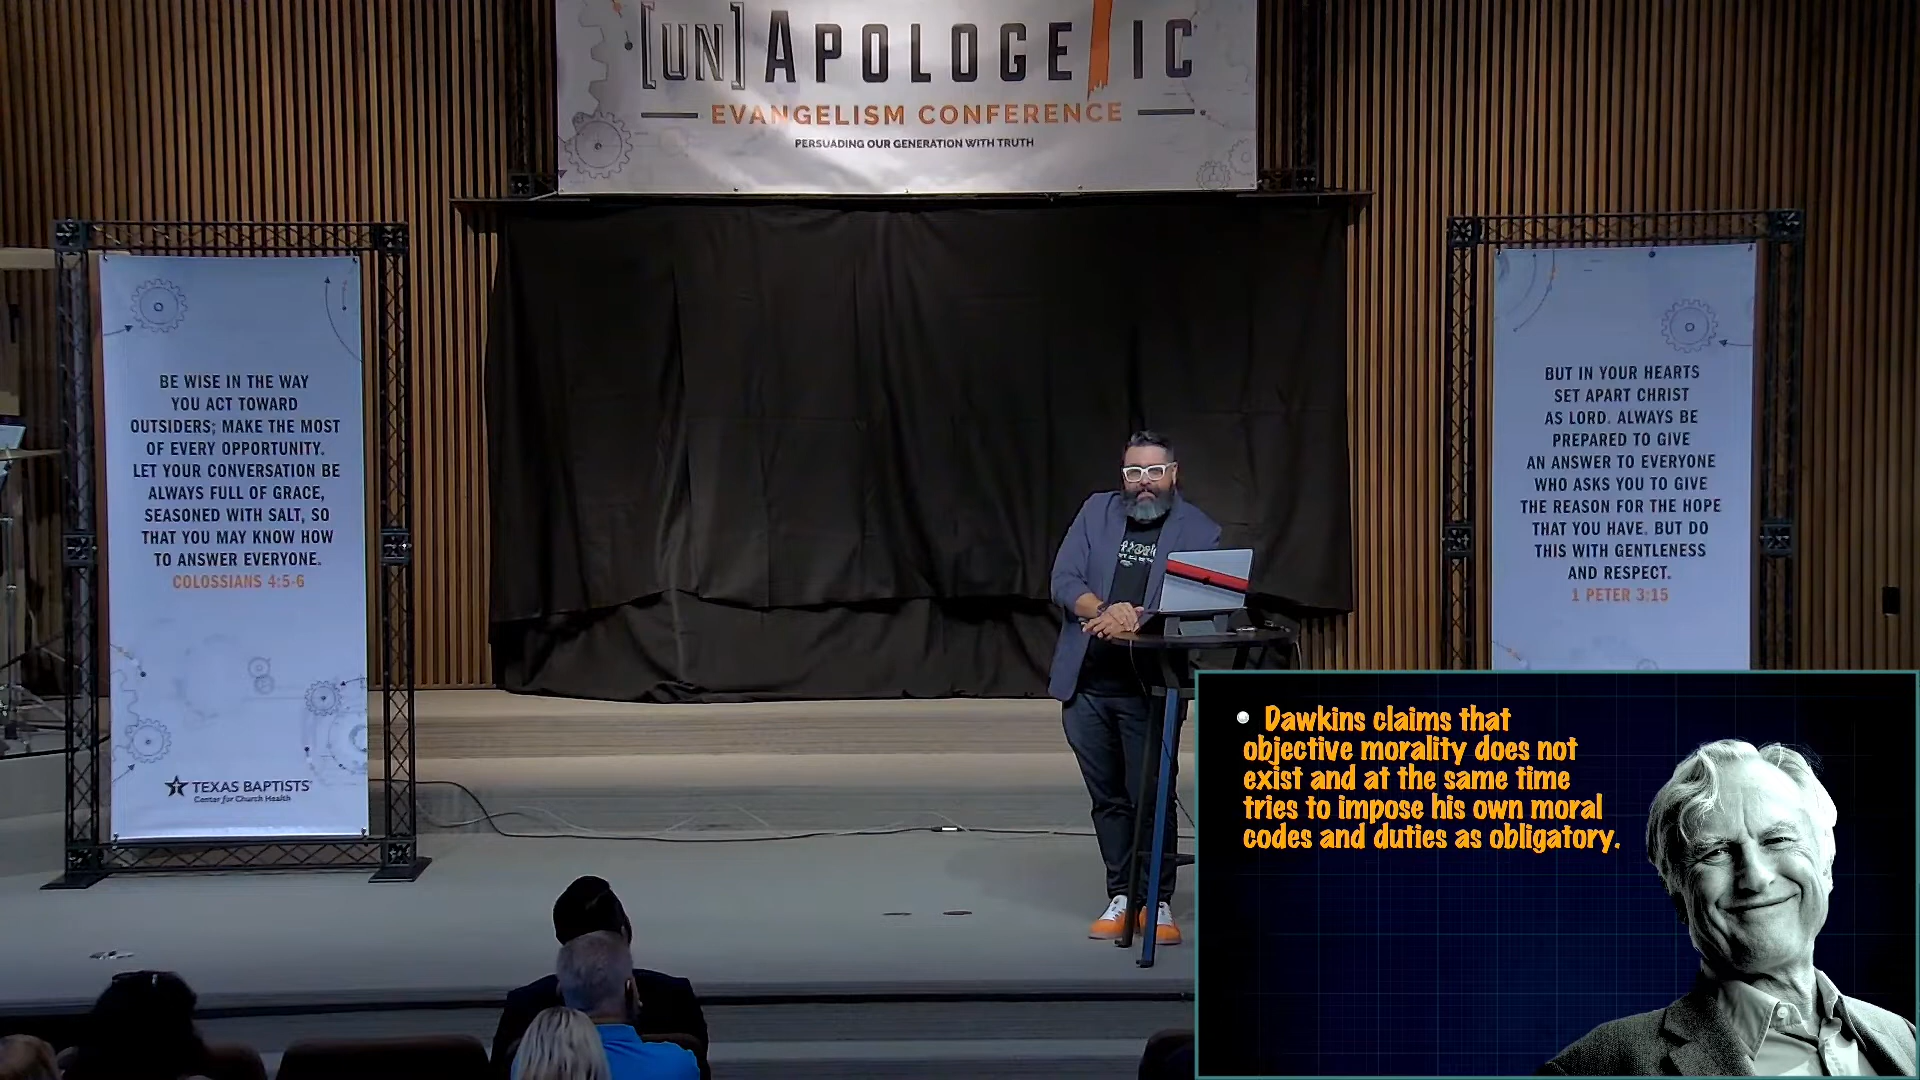 [UN]APOLOGETIC
EVANGELISM CONFERENCE
PERSUADING OUR GENERATION WITH TRUTH
BE WISE IN THE WAY
YOU ACT TOWARD
OUTSIDERS; MAKE THE MOST
OF EVERY OPPORTUNITY.
LET YOUR CONVERSATION BE
ALWAYS FULL OF GRACE,
SEASONED WITH SALT, SO
THAT YOU MAY KNOW HOW
TO ANSWER EVERYONE.
COLOSSIANS 4:5-6
TEXAS BAPTISTS
Center for Church Health
BUT IN YOUR HEARTS
SET APART CHRIST
AS LORD. ALWAYS BE
PREPARED TO GIVE
AN ANSWER TO EVERYONE
WHO ASKS YOU TO GIVE
THE REASON FOR THE HOPE
THAT YOU HAVE. BUT DO
THIS WITH GENTLENESS
AND RESPECT.
1 PETER 3:15
• Dawkins claims that
objective morality does not
exist and at the same time
tries to impose his own moral
codes and duties as obligatory.